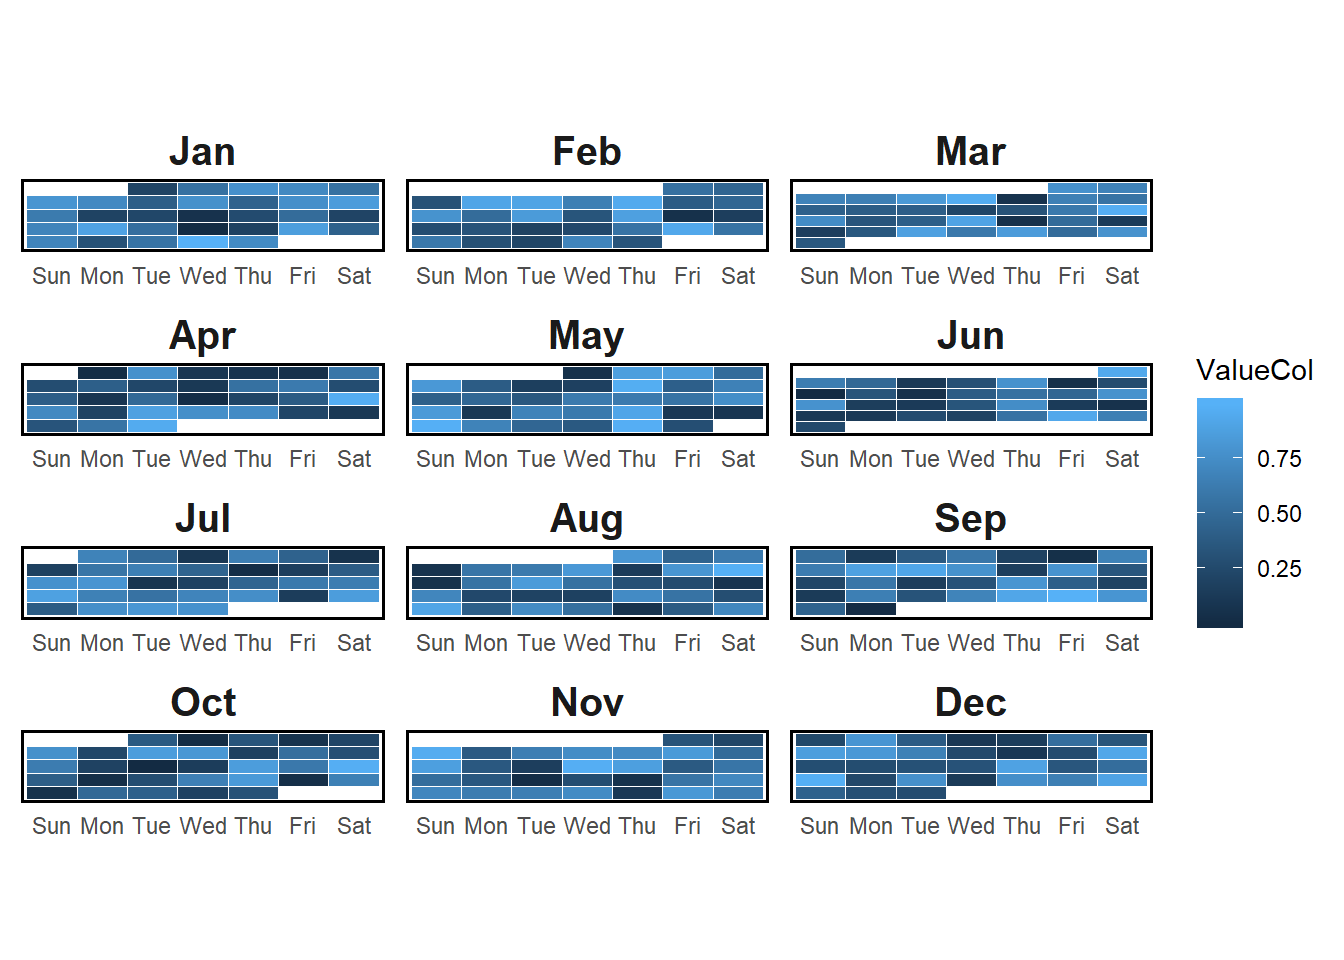 Jan Feb Mar
Sun Mon Tue Wed Thu Fri Sat Sun Mon Tue Wed Thu Fri Sat Sun Mon Tue Wed Thu Fri Sat
Apr May Jun
Sun Mon Tue Wed Thu Fri Sat Sun Mon Tue Wed Thu Fri Sat Sun Mon Tue Wed Thu Fri Sat
Jul Aug Sep
Sun Mon Tue Wed Thu Fri Sat Sun Mon Tue Wed Thu Fri Sat Sun Mon Tue Wed Thu Fri Sat
Oct Nov Dec
Sun Mon Tue Wed Thu Fri Sat Sun Mon Tue Wed Thu Fri Sat Sun Mon Tue Wed Thu Fri Sat
ValueCol
0.75
0.50
0.25